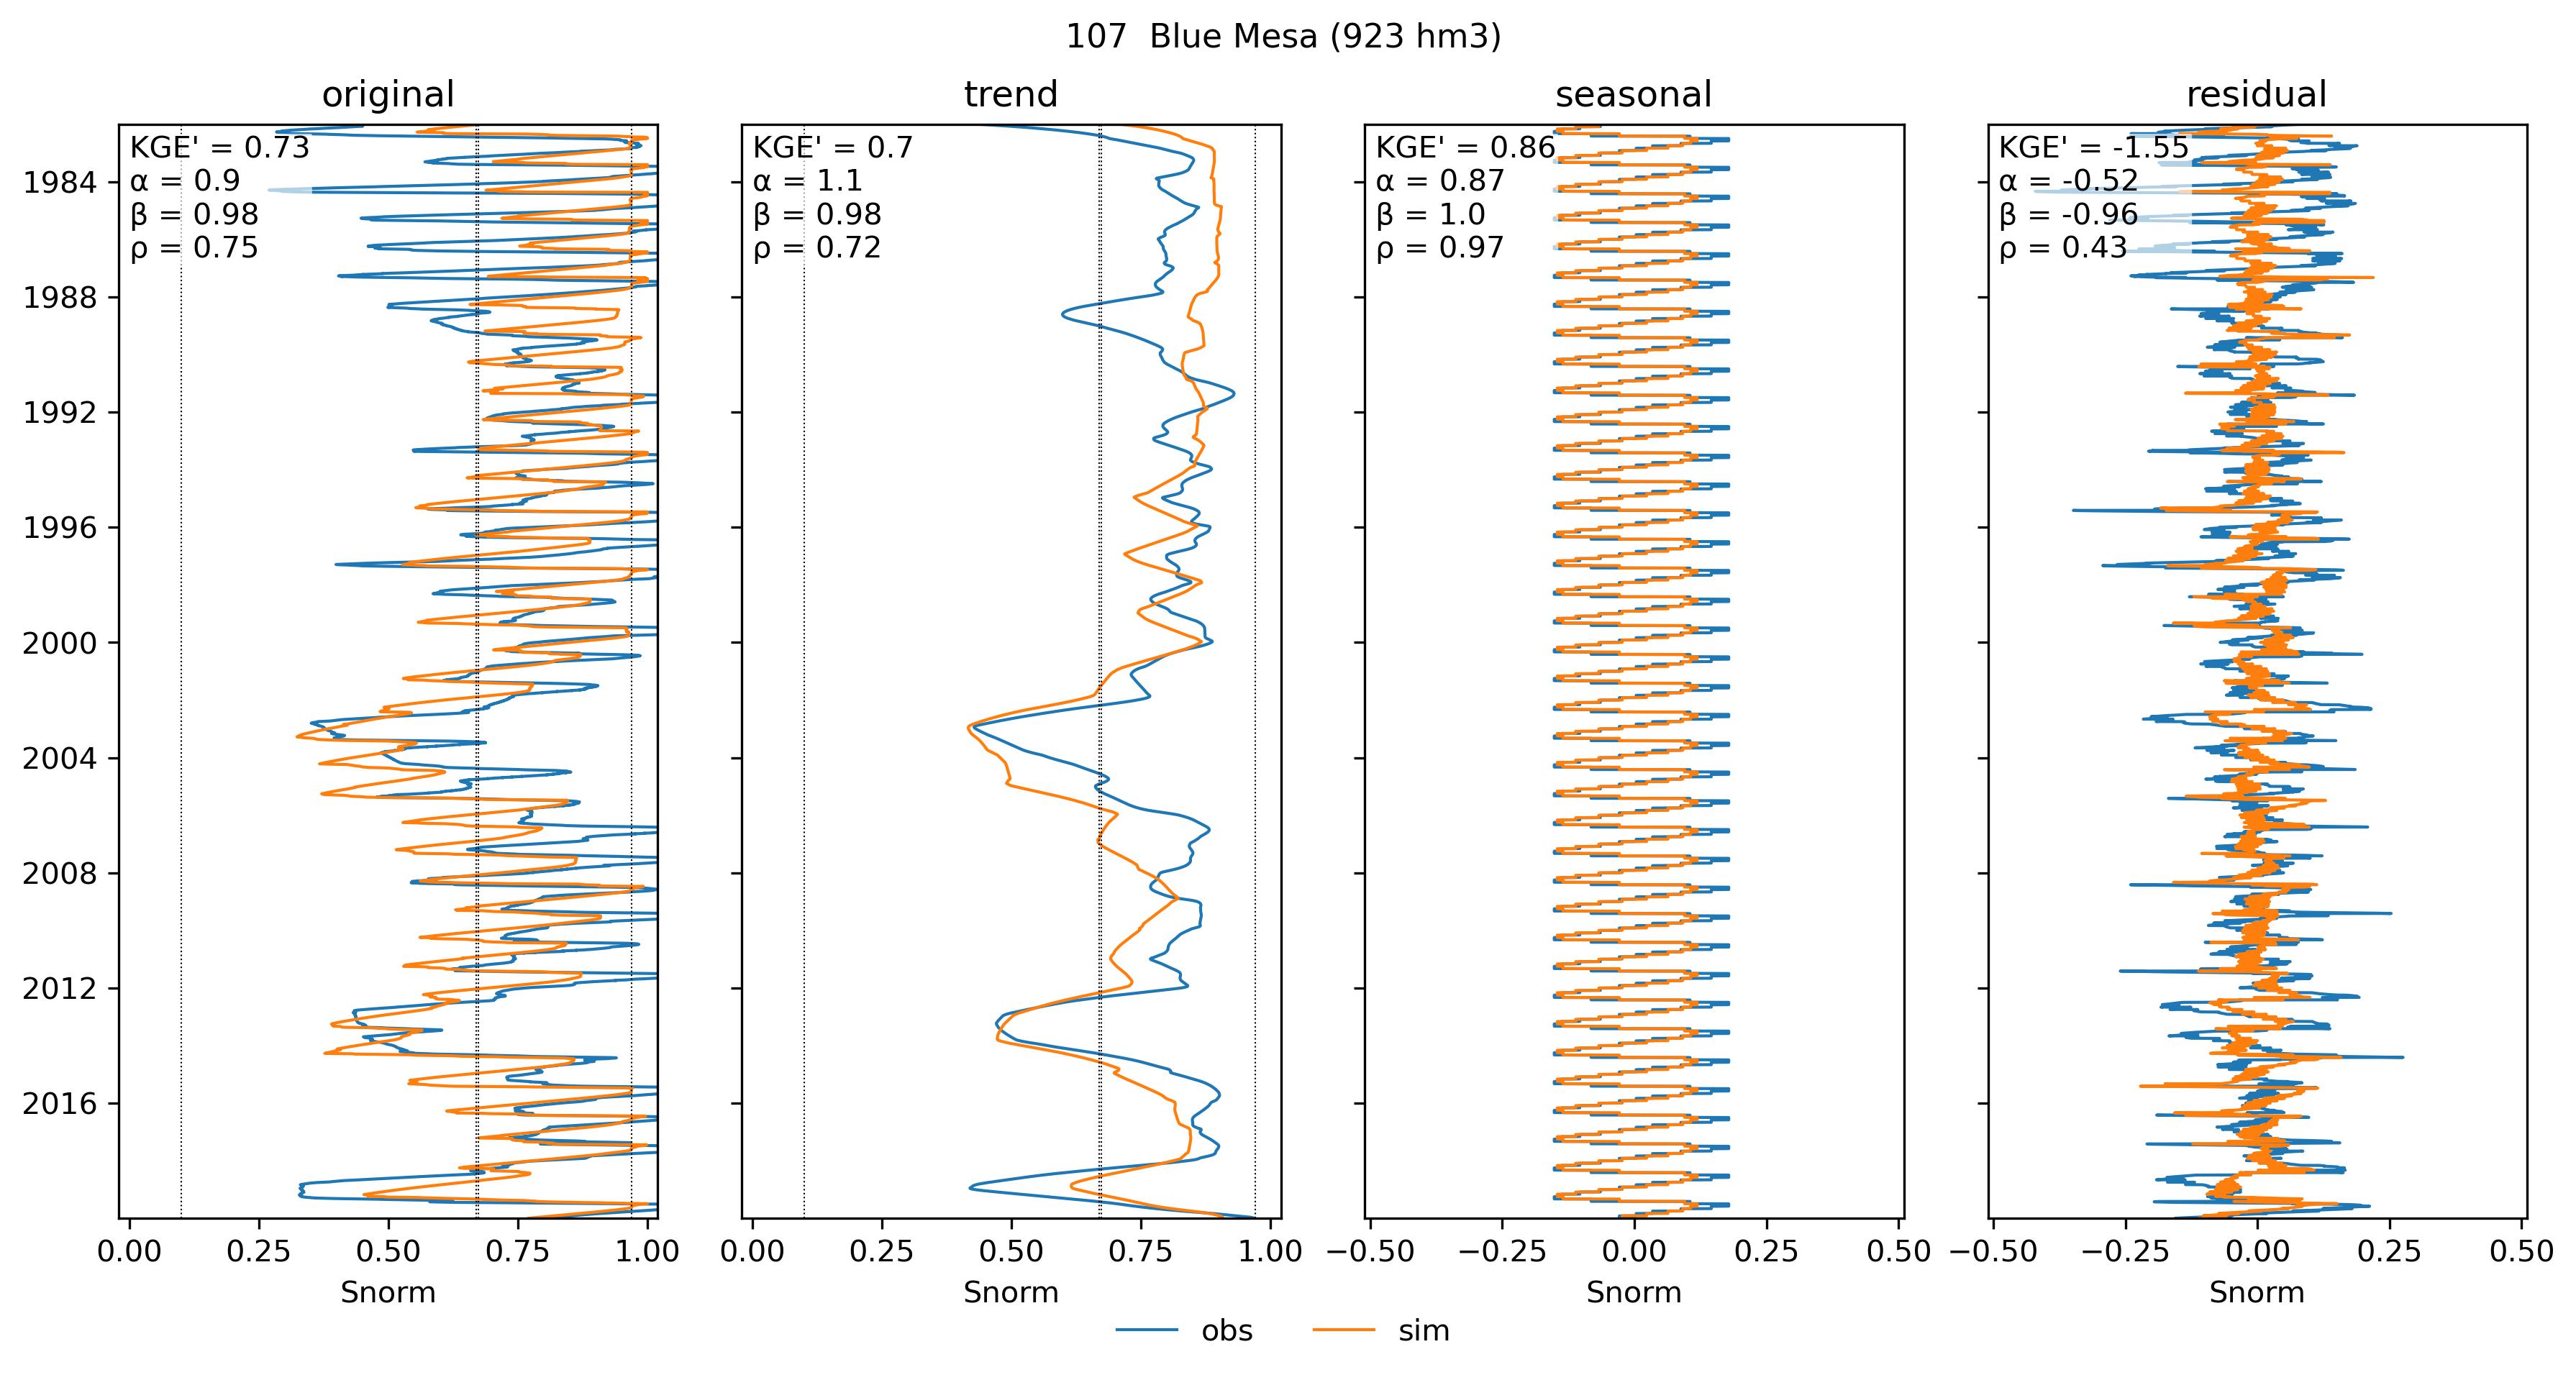 107  Blue Mesa (923 hm3)
original
trend
seasonal
residual
KGE' = 0.73
α = 0.9
β = 0.98
ρ = 0.75
KGE' = 0.7
α = 1.1
β = 0.98
ρ = 0.72
KGE' = 0.86
α = 0.87
β = 1.0
ρ = 0.97
KGE' = -1.55
α = -0.52
β = -0.96
ρ = 0.43
1984
1988
1992
1996
2000
2004
2008
2012
2016
0.00 0.25 0.50 0.75 1.00
0.00 0.25 0.50 0.75 1.00
−0.50 −0.25 0.00 0.25 0.50
−0.50 −0.25 0.00 0.25 0.50
Snorm
Snorm
Snorm
Snorm
obs
sim